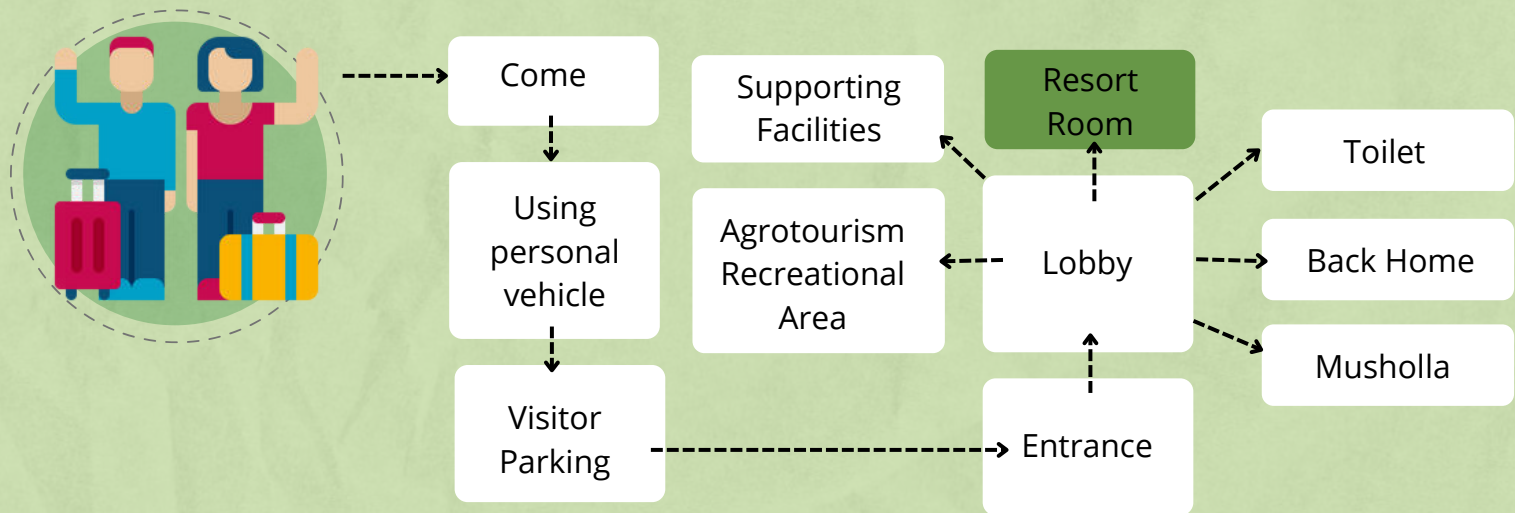 Come
Using
personal
vehicle
Visitor
Parking
Supporting
Facilities
Agrotourism
Recreational
Area
Resort
Room
Lobby
Entrance
Toilet
Back Home
Musholla